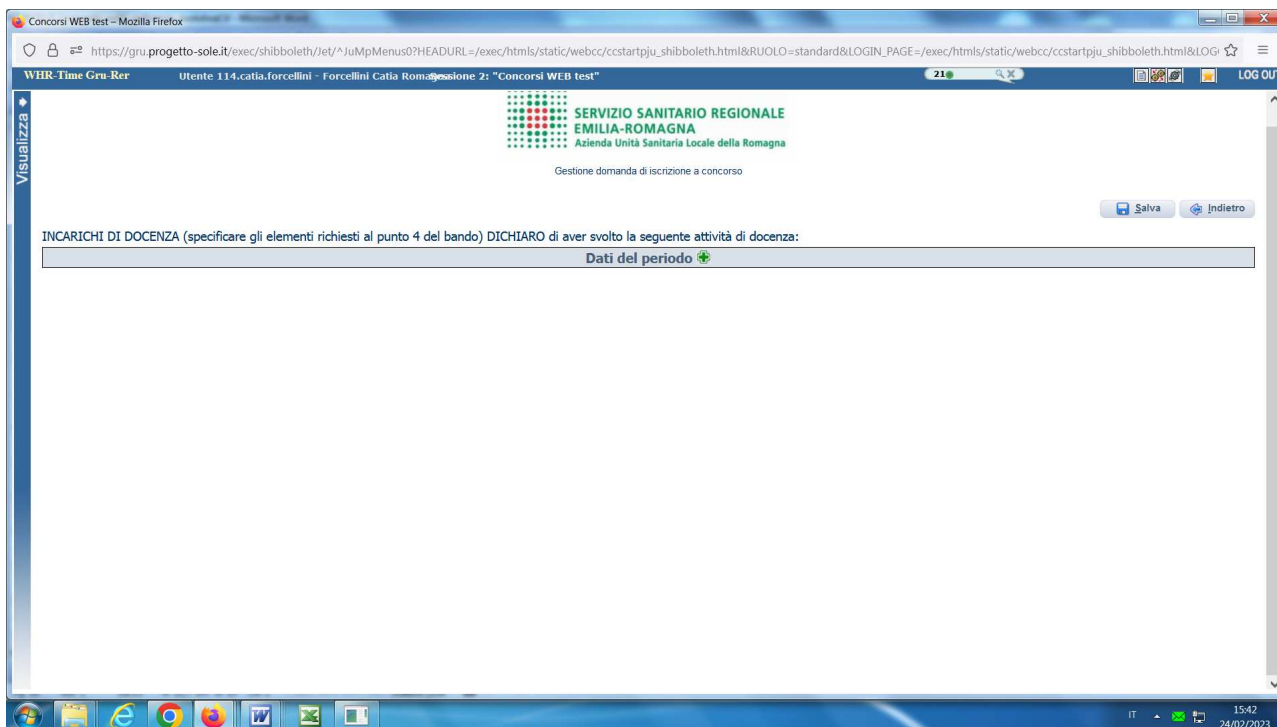 Concorsi WEB test – Mozilla Firefox
https://gru.progetto-sole.it/exec/shibboleth/Jet/^JuMpMenus0?HEADURL=/exec/htmls/static/webcc/ccstartpju_shibboleth.html&RUOLO=standard&LOGIN_PAGE=/exec/htmls/static/webcc/ccstartpju_shibboleth.html&LOG
WHR-Time Gru-Rer Utente 114.catia.forcellini - Forcellini Catia Romagna Sessione 2: "Concorsi WEB test" 21 LOG OUT
Visualizza
SERVIZIO SANITARIO REGIONALE
EMILIA-ROMAGNA
Azienda Unità Sanitaria Locale della Romagna
Gestione domanda di iscrizione a concorso
Salva Indietro
INCARICHI DI DOCENZA (specificare gli elementi richiesti al punto 4 del bando) DICHIARO di aver svolto la seguente attività di docenza:
Dati del periodo
IT 15:42
24/02/2023